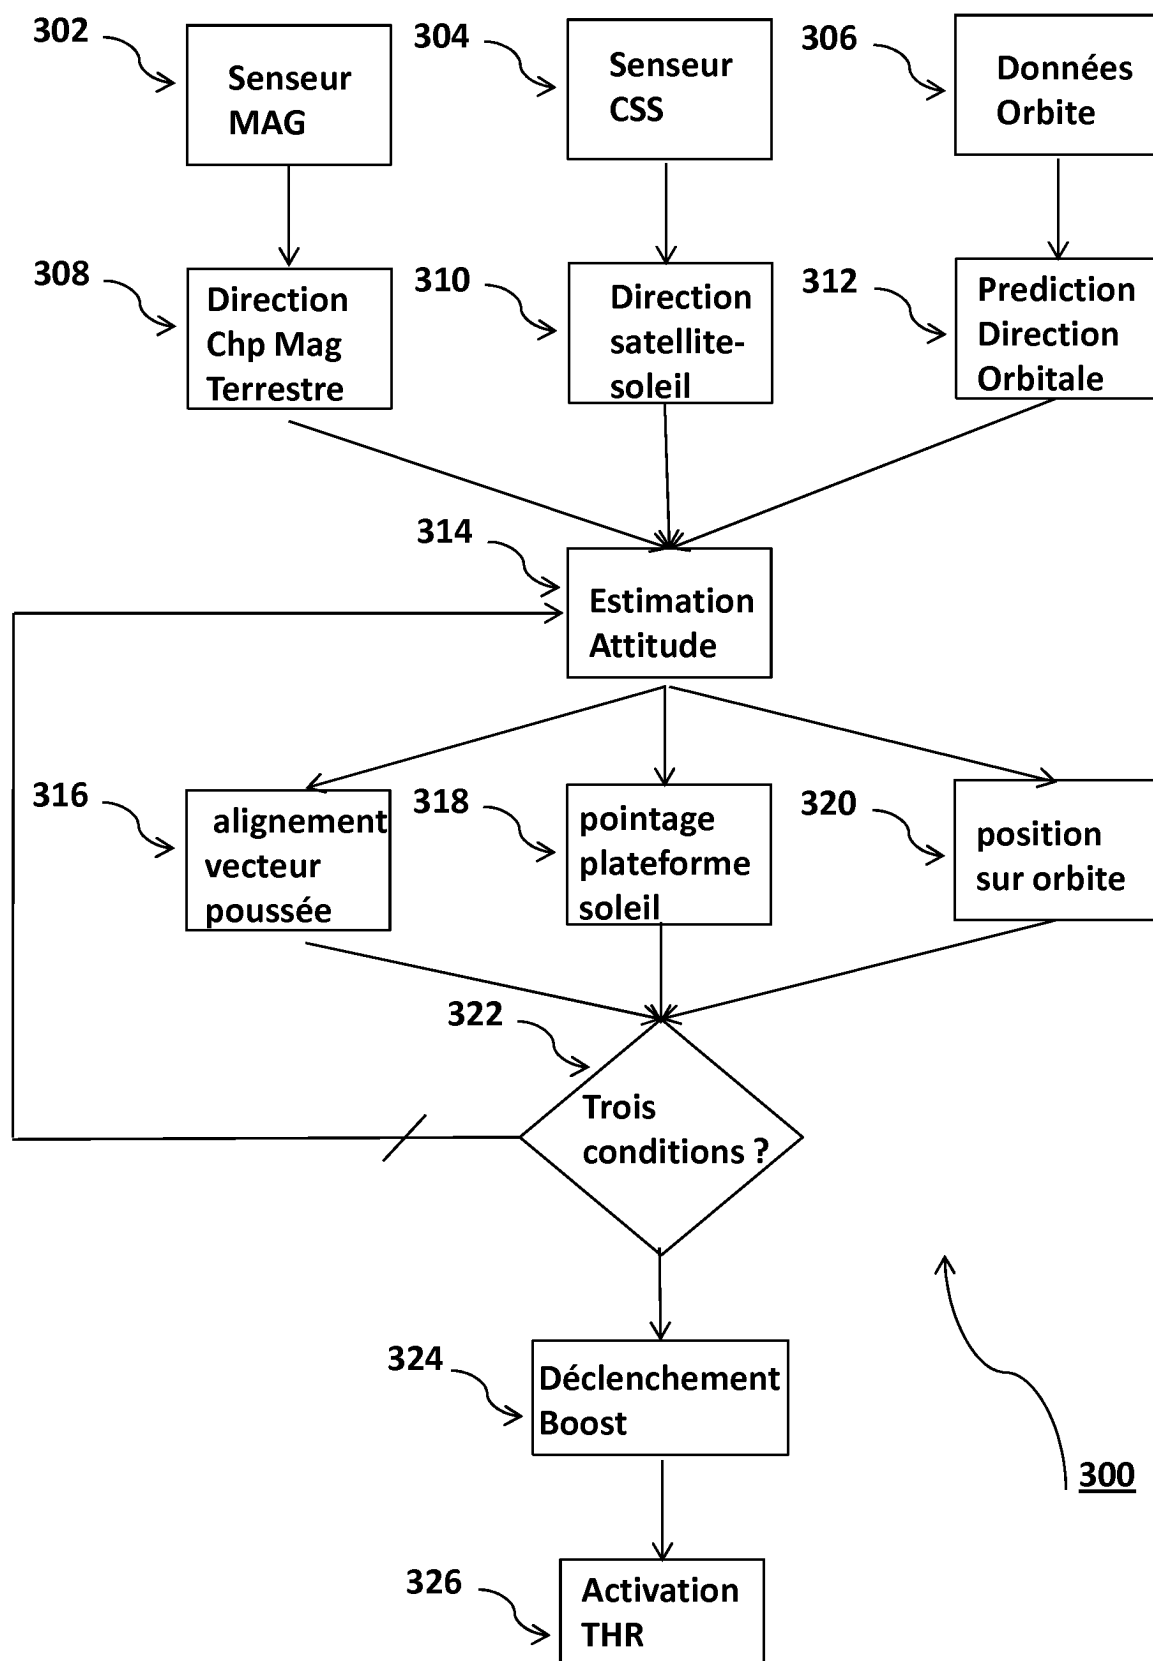 302
Senseur
MAG
304
Senseur
CSS
306
Données
Orbite
308
Direction
Chp Mag
Terrestre
310
Direction
satellite-
soleil
312
Prediction
Direction
Orbitale
314
Estimation
Attitude
316
alignement
vecteur
poussée
318
pointage
plateforme
soleil
320
position
sur orbite
322
Trois
conditions ?
324
Déclenchement
Boost
300
326
Activation
THR